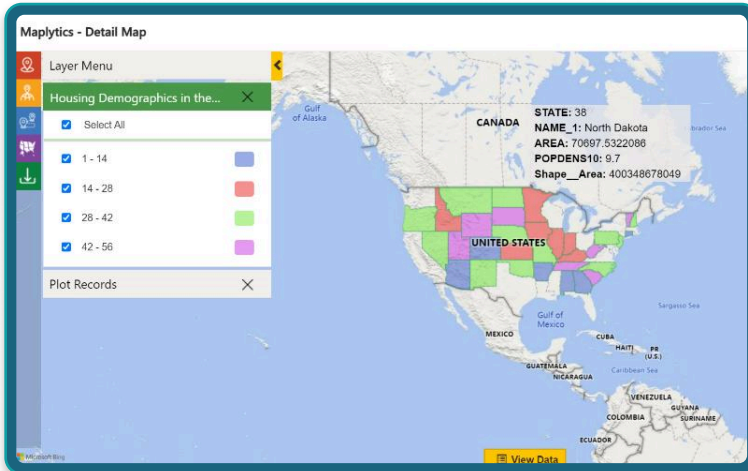 Maplytics - Detail Map
Layer Menu
Housing Demographics in the...
Select All
1 - 14
14 - 28
28 - 42
42 - 56
Plot Records
Gulf
of Alaska
CANADA
STATE: 38
NAME_1: North Dakota
AREA: 70697.5322086
POPDENS10: 9.7
Shape__Area: 400348678049
brador Sea
UNITED STATES
Sargasso Sea
Gulf of
Mexico
MEXICO
CUBA
HAITI
PR
(U.S.)
GUATEMALA
Caribbean Sea
NICARAGUA
VENEZUELA
GUYANA
COLOMBIA
SURINAME
ECUADOR
Microsoft Bing
View Data